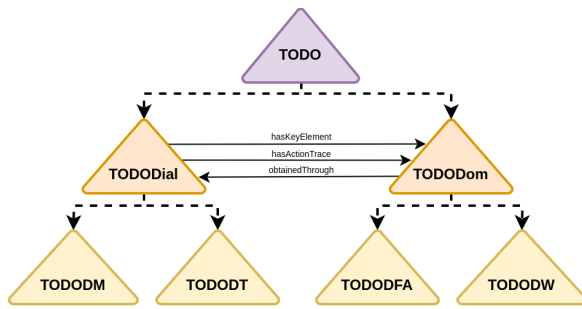 TODO
hasKeyElement
hasActionTrace
obtainedThrough
TODODial
TODODom
TODODM
TODODT
TODODFA
TODODW